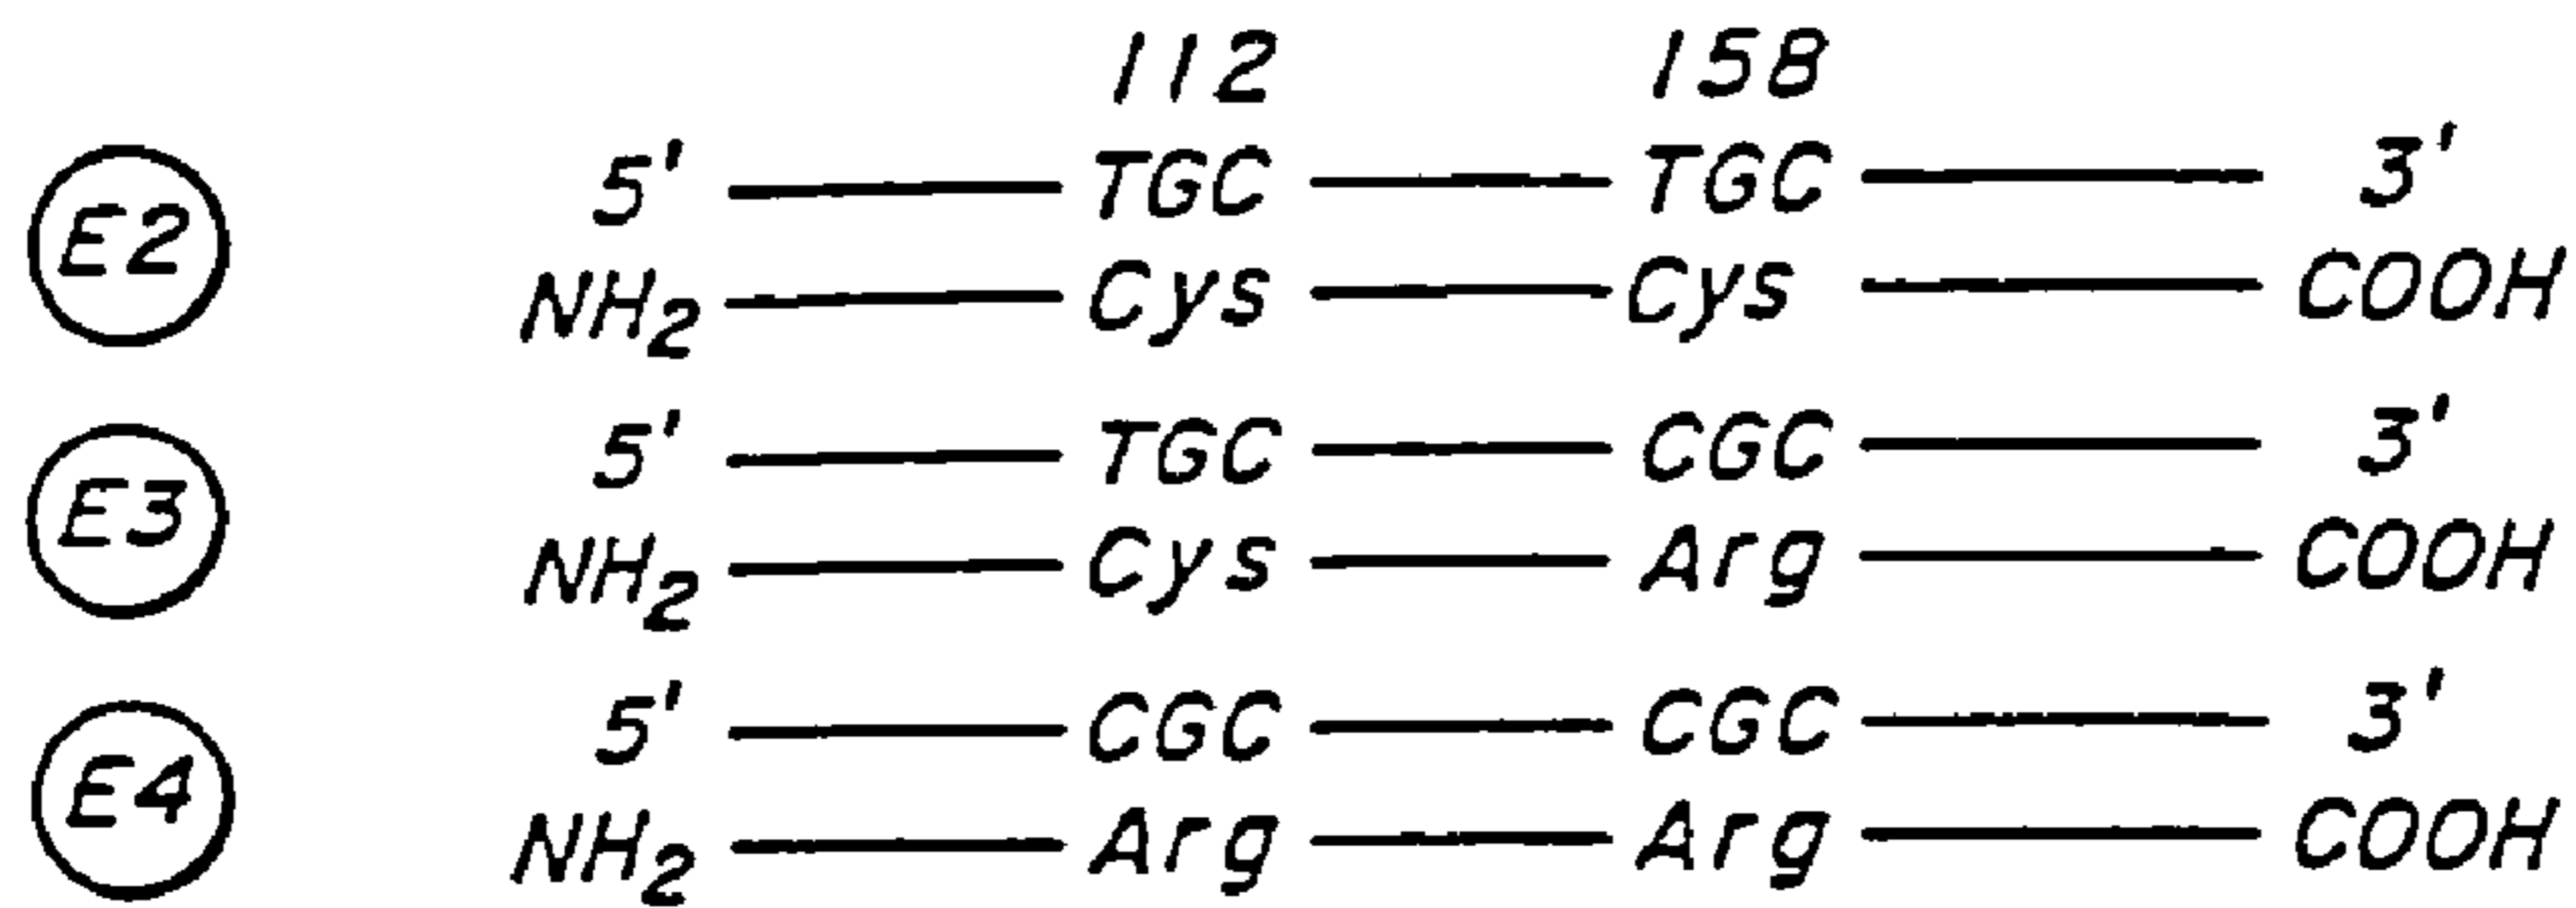 112 158
5' TGC TGC 3'
E2
NH₂ Cys Cys COOH
5' TGC CGC 3'
E3
NH₂ Cys Arg COOH
5' CGC CGC 3'
E4
NH₂ Arg Arg COOH